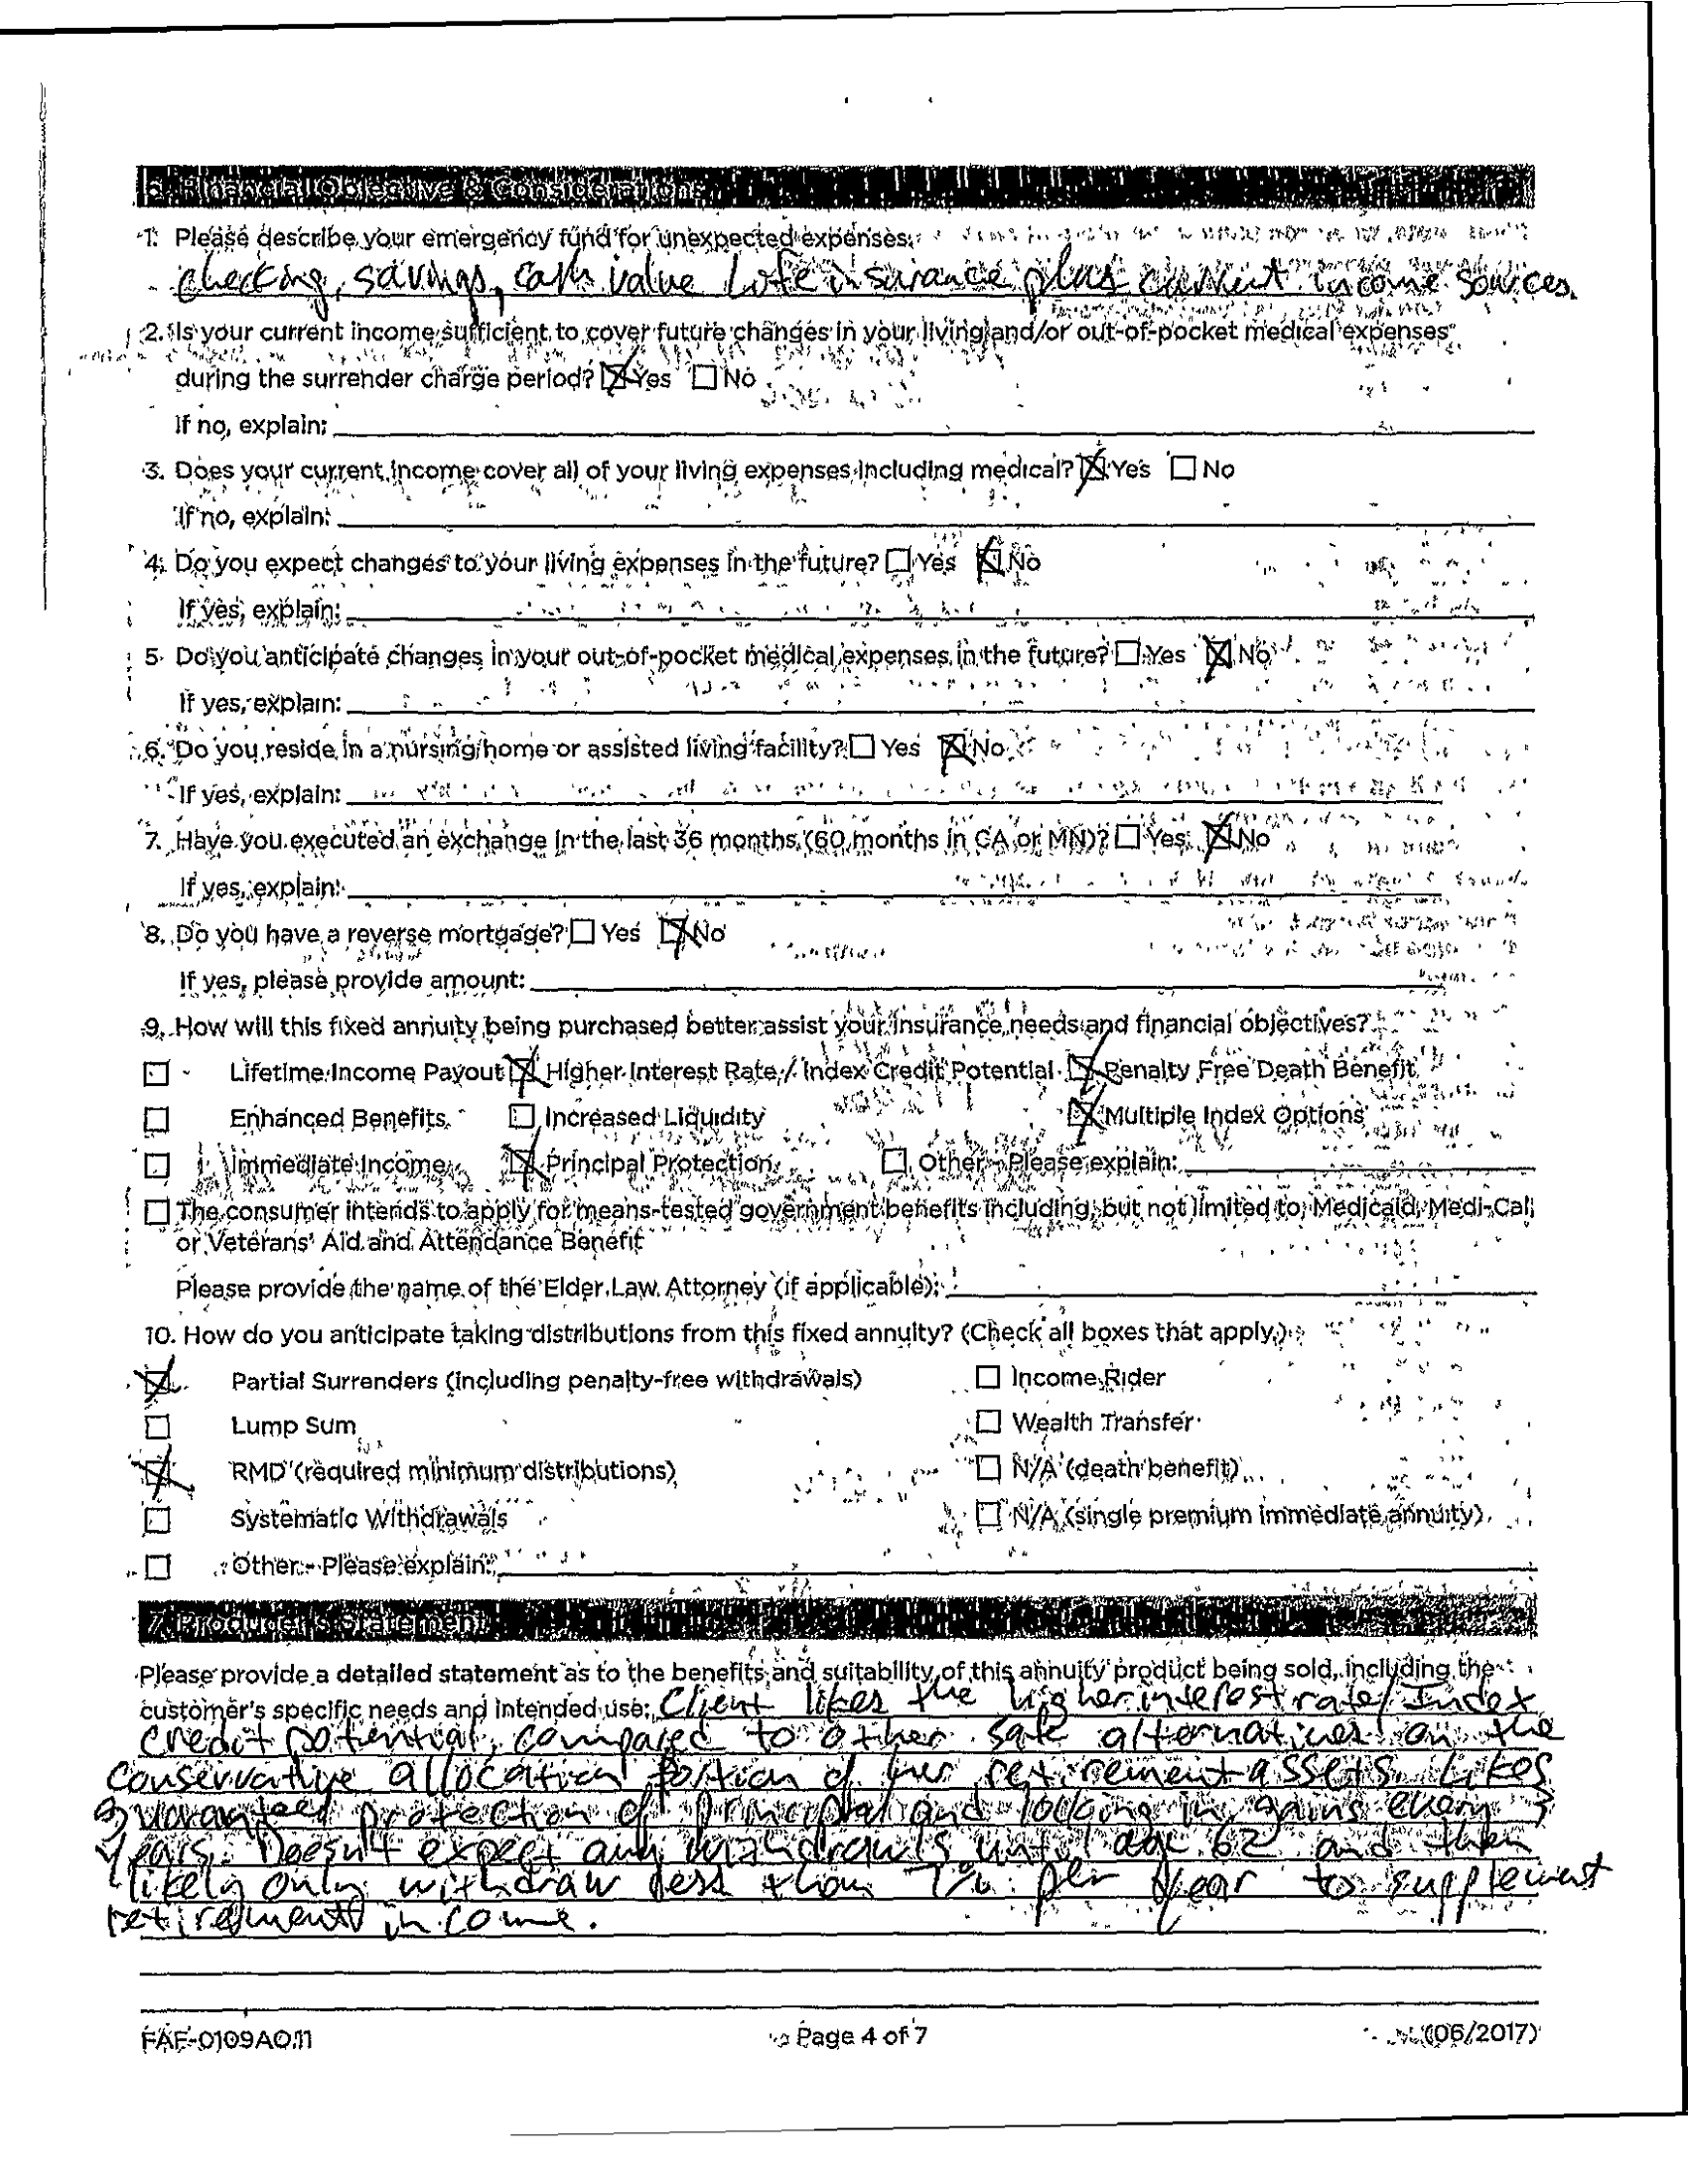 6. Financial Objective & Considerations
1. Please describe your emergency fund for unexpected expenses:
checking, savings, cash value Life insurance plus current income sources.
2. Is your current income sufficient to cover future changes in your living and/or out-of-pocket medical expenses
during the surrender charge period? ☒ Yes ☐ No
If no, explain:
3. Does your current income cover all of your living expenses including medical? ☒ Yes ☐ No
If no, explain:
4. Do you expect changes to your living expenses in the future? ☐ Yes ☒ No
If yes, explain:
5. Do you anticipate changes in your out-of-pocket medical expenses in the future? ☐ Yes ☒ No
If yes, explain:
6. Do you reside in a nursing home or assisted living facility? ☐ Yes ☒ No
If yes, explain:
7. Have you executed an exchange in the last 36 months (60 months in CA or MN)? ☐ Yes ☒ No
If yes, explain:
8. Do you have a reverse mortgage? ☐ Yes ☒ No
If yes, please provide amount:
9. How will this fixed annuity being purchased better assist your insurance needs and financial objectives?
☐ Lifetime Income Payout ☒ Higher Interest Rate / Index Credit Potential ☒ Penalty Free Death Benefit
☐ Enhanced Benefits ☐ Increased Liquidity ☒ Multiple Index Options
☐ Immediate Income ☒ Principal Protection ☐ Other - Please explain:
☐ The consumer intends to apply for means-tested government benefits including, but not limited to, Medicaid, Medi-Cal,
or Veterans' Aid and Attendance Benefit
Please provide the name of the Elder Law Attorney (if applicable):
10. How do you anticipate taking distributions from this fixed annuity? (Check all boxes that apply.)
☒ Partial Surrenders (including penalty-free withdrawals) ☐ Income Rider
☐ Lump Sum ☐ Wealth Transfer
☒ RMD (required minimum distributions) ☐ N/A (death benefit)
☐ Systematic Withdrawals ☐ N/A (single premium immediate annuity)
☐ Other - Please explain:
7. Producer's Statement
Please provide a detailed statement as to the benefits and suitability of this annuity product being sold, including the
customer's specific needs and intended use: Client likes the higher interest rate/Index
credit potential, compared to other safe alternatives on the
conservative allocation portion of her retirement assets. Likes
guaranteed protection of principal and locking in gains every 3
years. Doesn't expect any withdrawls until age 62 and then
likely only withdraw less than 7% per year to supplement
retirement income.
FAF-0109AO.11 Page 4 of 7 (06/2017)